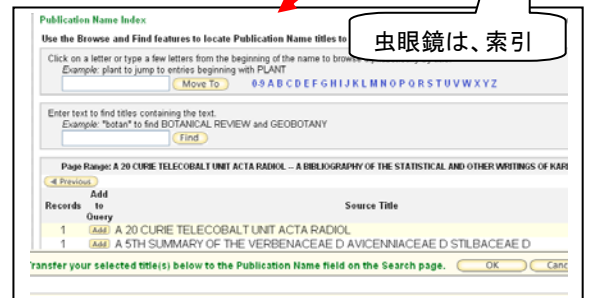 Publication Name Index
Use the Browse and Find features to locate Publication Name titles to
虫眼鏡は、索引
Click on a letter or type a few letters from the beginning of the name to browse
Example: plant to jump to entries beginning with PLANT
Move To 0-9 A B C D E F G H I J K L M N O P Q R S T U V W X Y Z
Enter text to find titles containing the text.
Example: "botan" to find BOTANICAL REVIEW and GEOBOTANY
Find
Page Range: A 20 CURIE TELECOBALT UNIT ACTA RADIOL -- A BIBLIOGRAPHY OF THE STATISTICAL AND OTHER WRITINGS OF KARL
Previous
Records Add to Query Source Title
1 Add A 20 CURIE TELECOBALT UNIT ACTA RADIOL
1 Add A 5TH SUMMARY OF THE VERBENACEAE D AVICENNIACEAE D STILBACEAE D
Transfer your selected title(s) below to the Publication Name field on the Search page. OK Canc